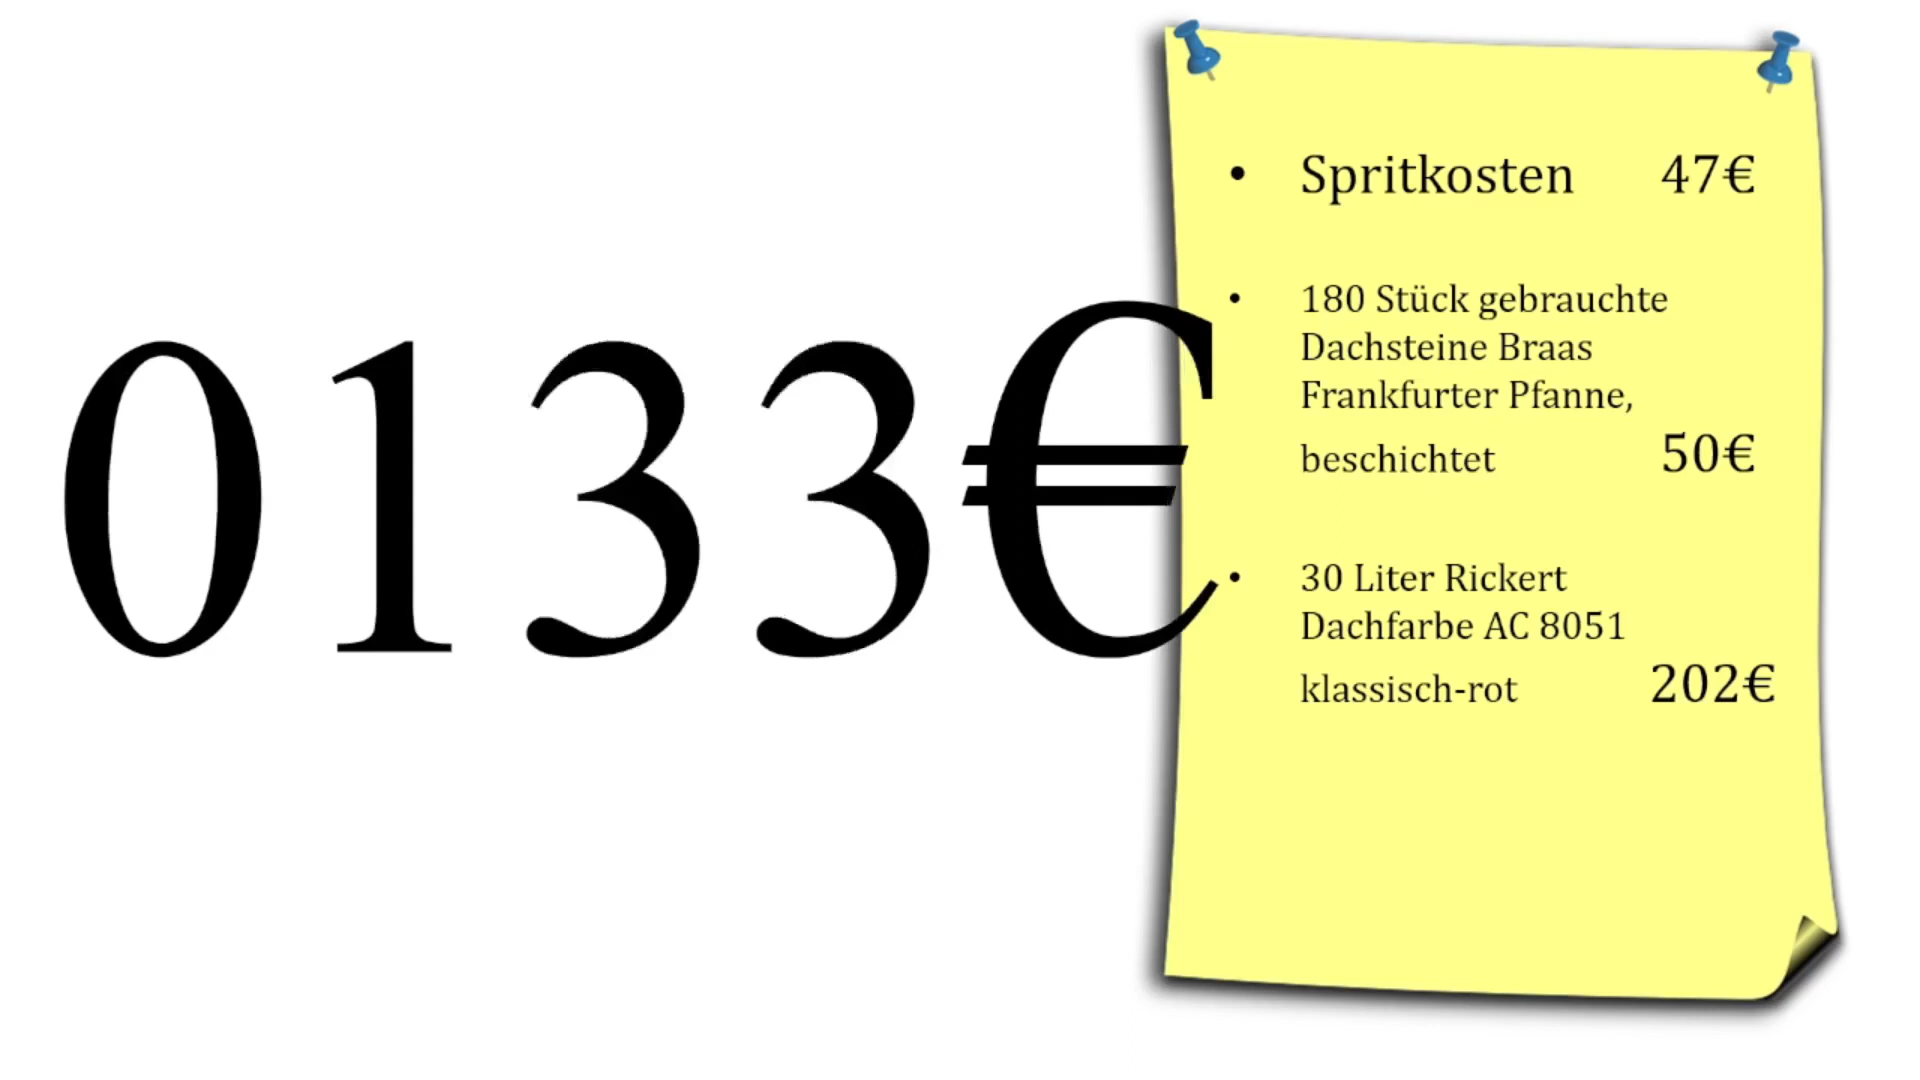 0133€
• Spritkosten 47€
• 180 Stück gebrauchte
Dachsteine Braas
Frankfurter Pfanne,
beschichtet 50€
• 30 Liter Rickert
Dachfarbe AC 8051
klassisch-rot 202€